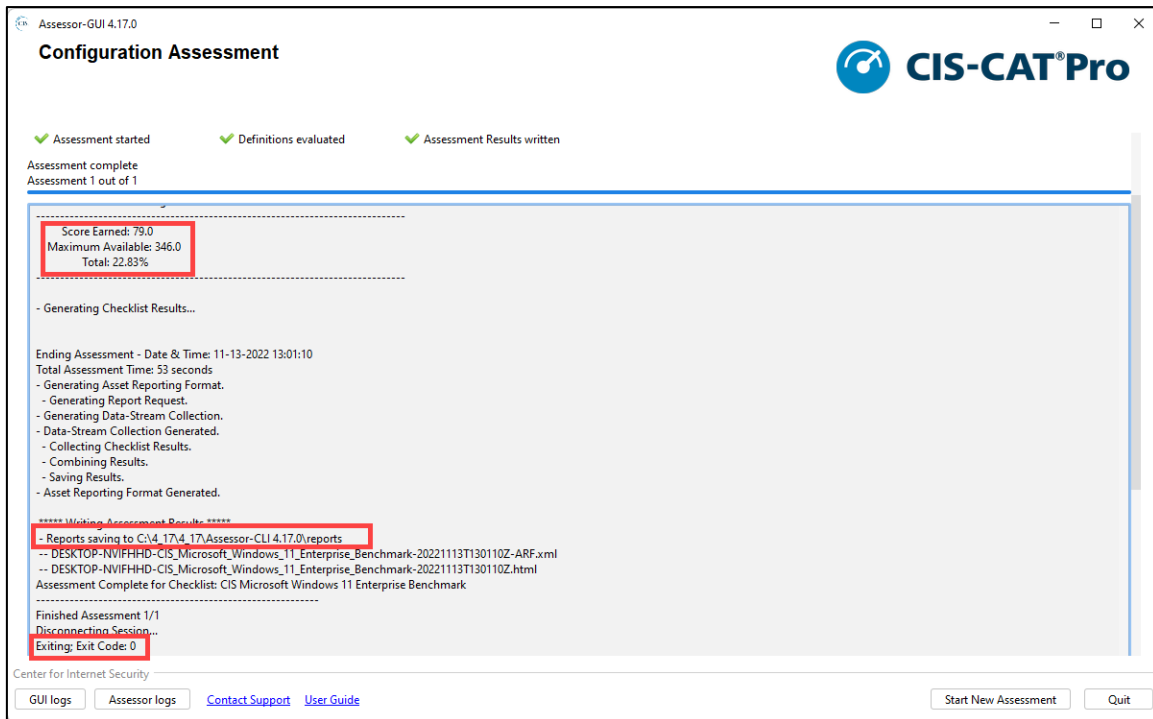 Assessor-GUI 4.17.0
Configuration Assessment
CIS-CAT®Pro
Assessment started
Definitions evaluated
Assessment Results written
Assessment complete
Assessment 1 out of 1
--------------------------------------------------------------------------
Score Earned: 79.0
Maximum Available: 346.0
Total: 22.83%
--------------------------------------------------------------------------
- Generating Checklist Results...
Ending Assessment - Date & Time: 11-13-2022 13:01:10
Total Assessment Time: 53 seconds
- Generating Asset Reporting Format.
- Generating Report Request.
- Generating Data-Stream Collection.
- Data-Stream Collection Generated.
- Collecting Checklist Results.
- Combining Results.
- Saving Results.
- Asset Reporting Format Generated.
***** Writing Assessment Results *****
- Reports saving to C:\4_17\4_17\Assessor-CLI 4.17.0\reports
-- DESKTOP-NVIFHHD-CIS_Microsoft_Windows_11_Enterprise_Benchmark-20221113T130110Z-ARF.xml
-- DESKTOP-NVIFHHD-CIS_Microsoft_Windows_11_Enterprise_Benchmark-20221113T130110Z.html
Assessment Complete for Checklist: CIS Microsoft Windows 11 Enterprise Benchmark
---------------------------------------------------------
Finished Assessment 1/1
Disconnecting Session...
Exiting; Exit Code: 0
Center for Internet Security
GUI logs
Assessor logs
Contact Support
User Guide
Start New Assessment
Quit